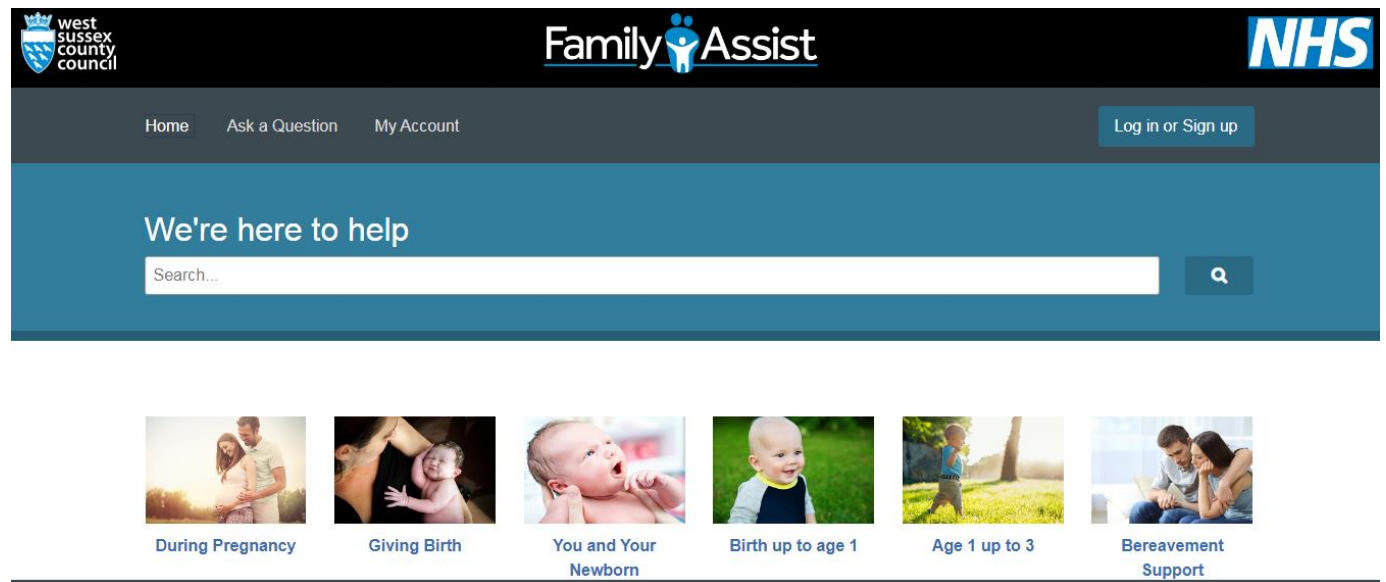 west
sussex
county
council
Family Assist
NHS
Home Ask a Question My Account Log in or Sign up
We're here to help
Search...
During Pregnancy Giving Birth You and Your Birth up to age 1 Age 1 up to 3 Bereavement
Newborn Support